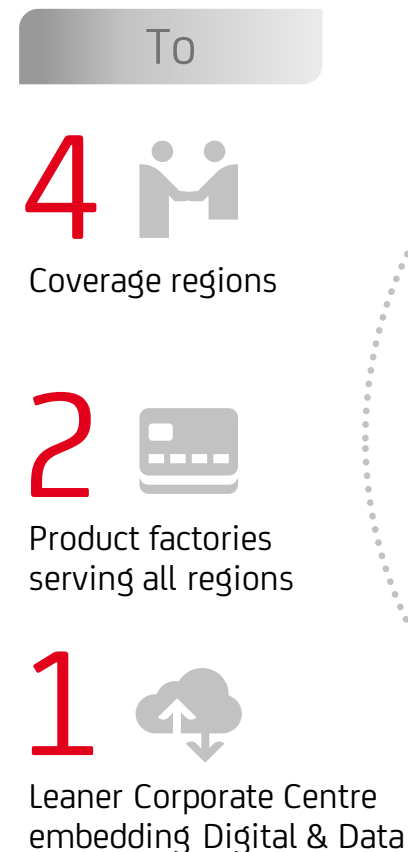 To
4
Coverage regions
2
Product factories
serving all regions
1
Leaner Corporate Centre
embedding Digital & Data